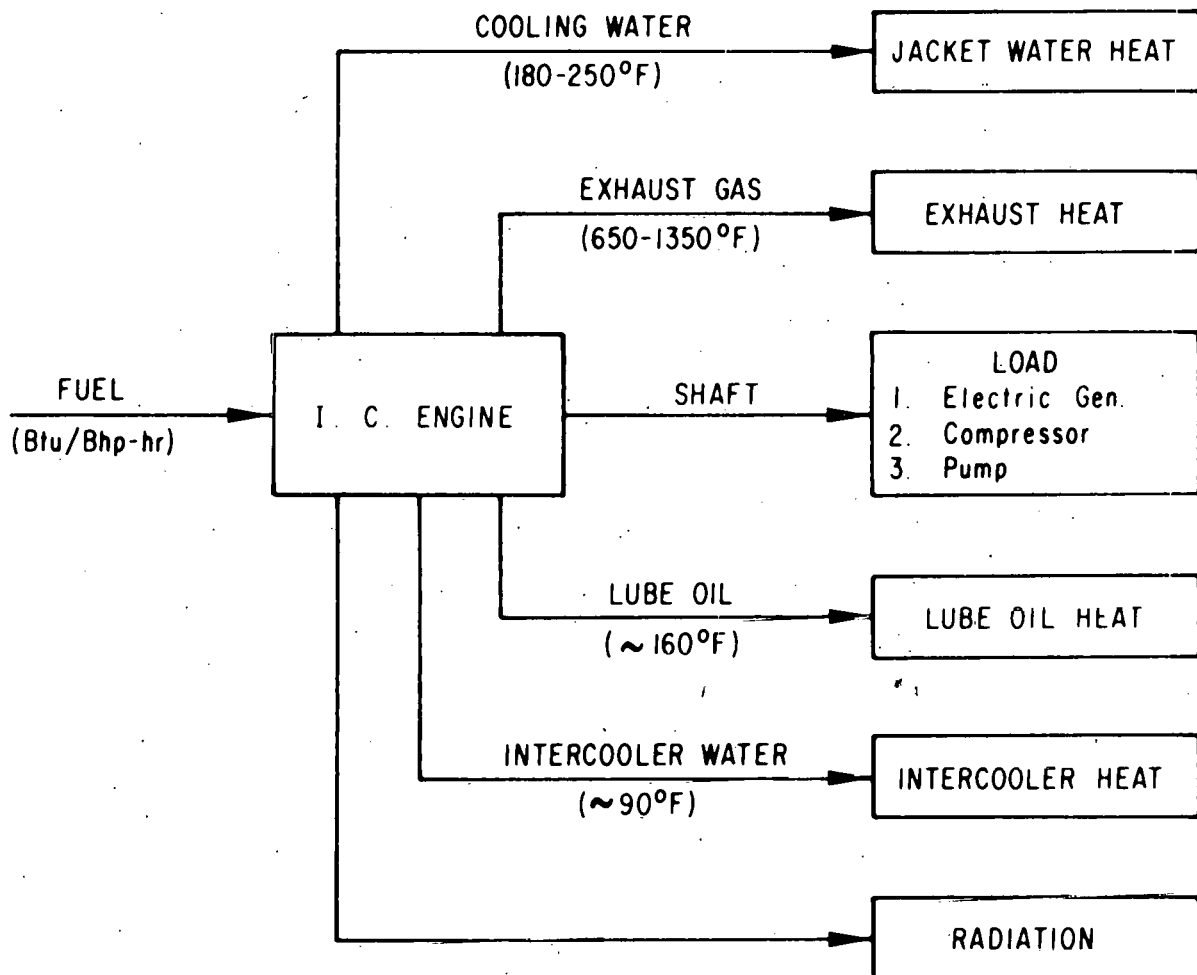 COOLING WATER
(180-250°F)
JACKET WATER HEAT
EXHAUST GAS
(650-1350°F)
EXHAUST HEAT
FUEL
(Btu/Bhp-hr)
I. C. ENGINE
SHAFT
LOAD
1. Electric Gen.
2. Compressor
3. Pump
LUBE OIL
(~160°F)
LUBE OIL HEAT
INTERCOOLER WATER
(~90°F)
INTERCOOLER HEAT
RADIATION